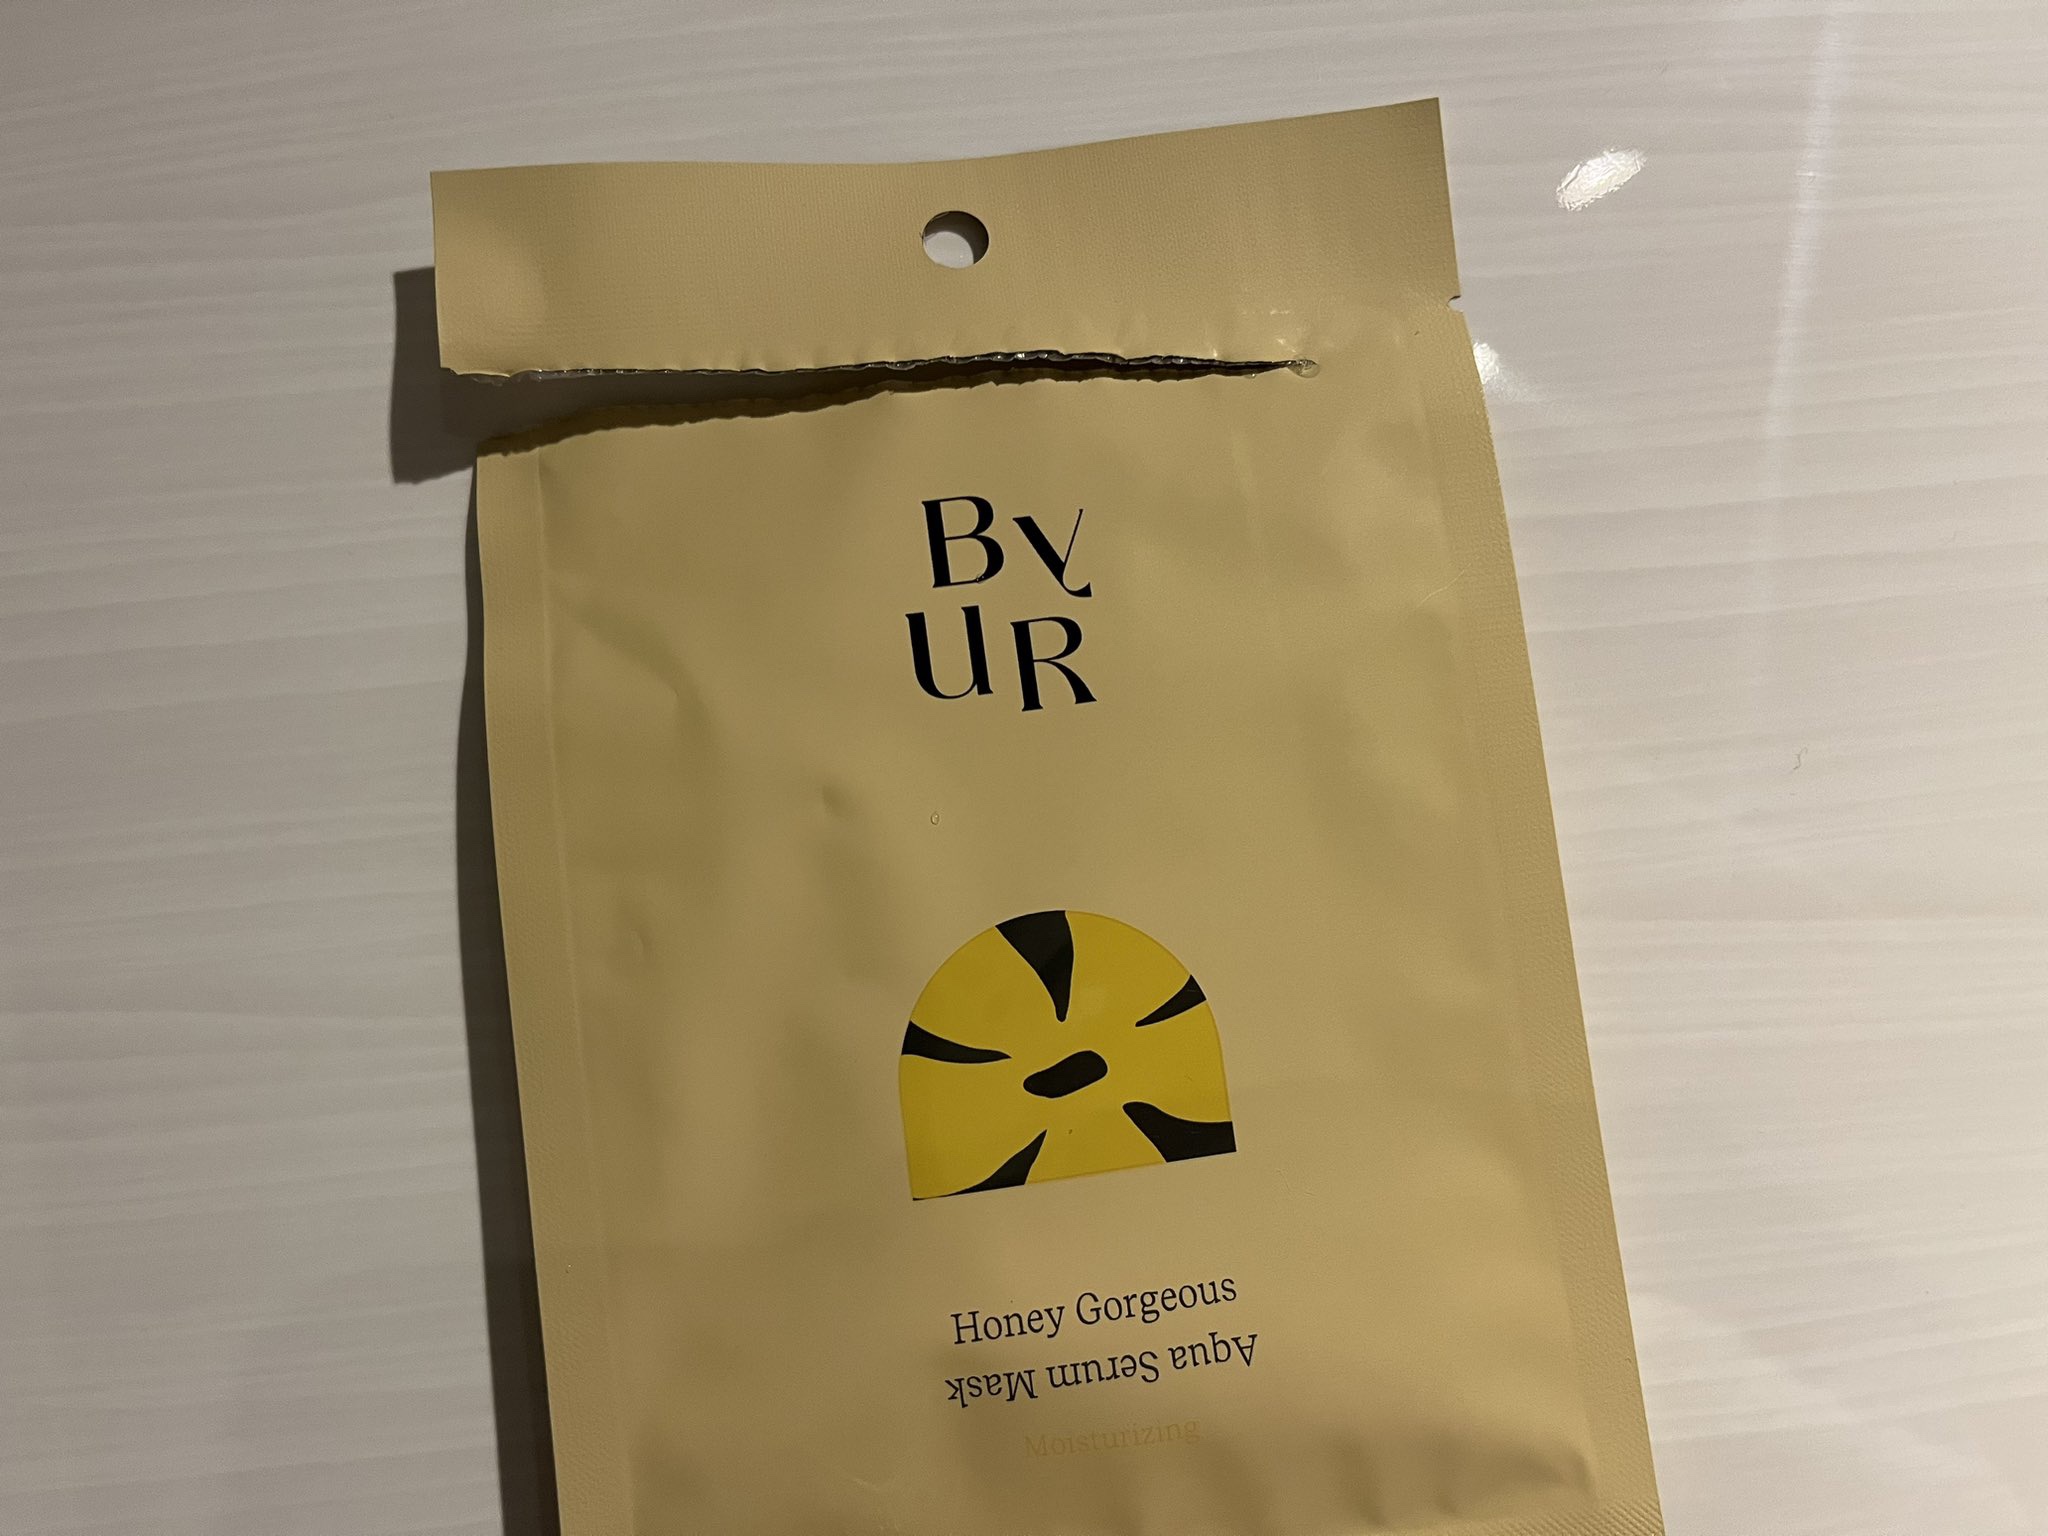 By
UR
Honey Gorgeous
Aqua Serum Mask
Moisturizing